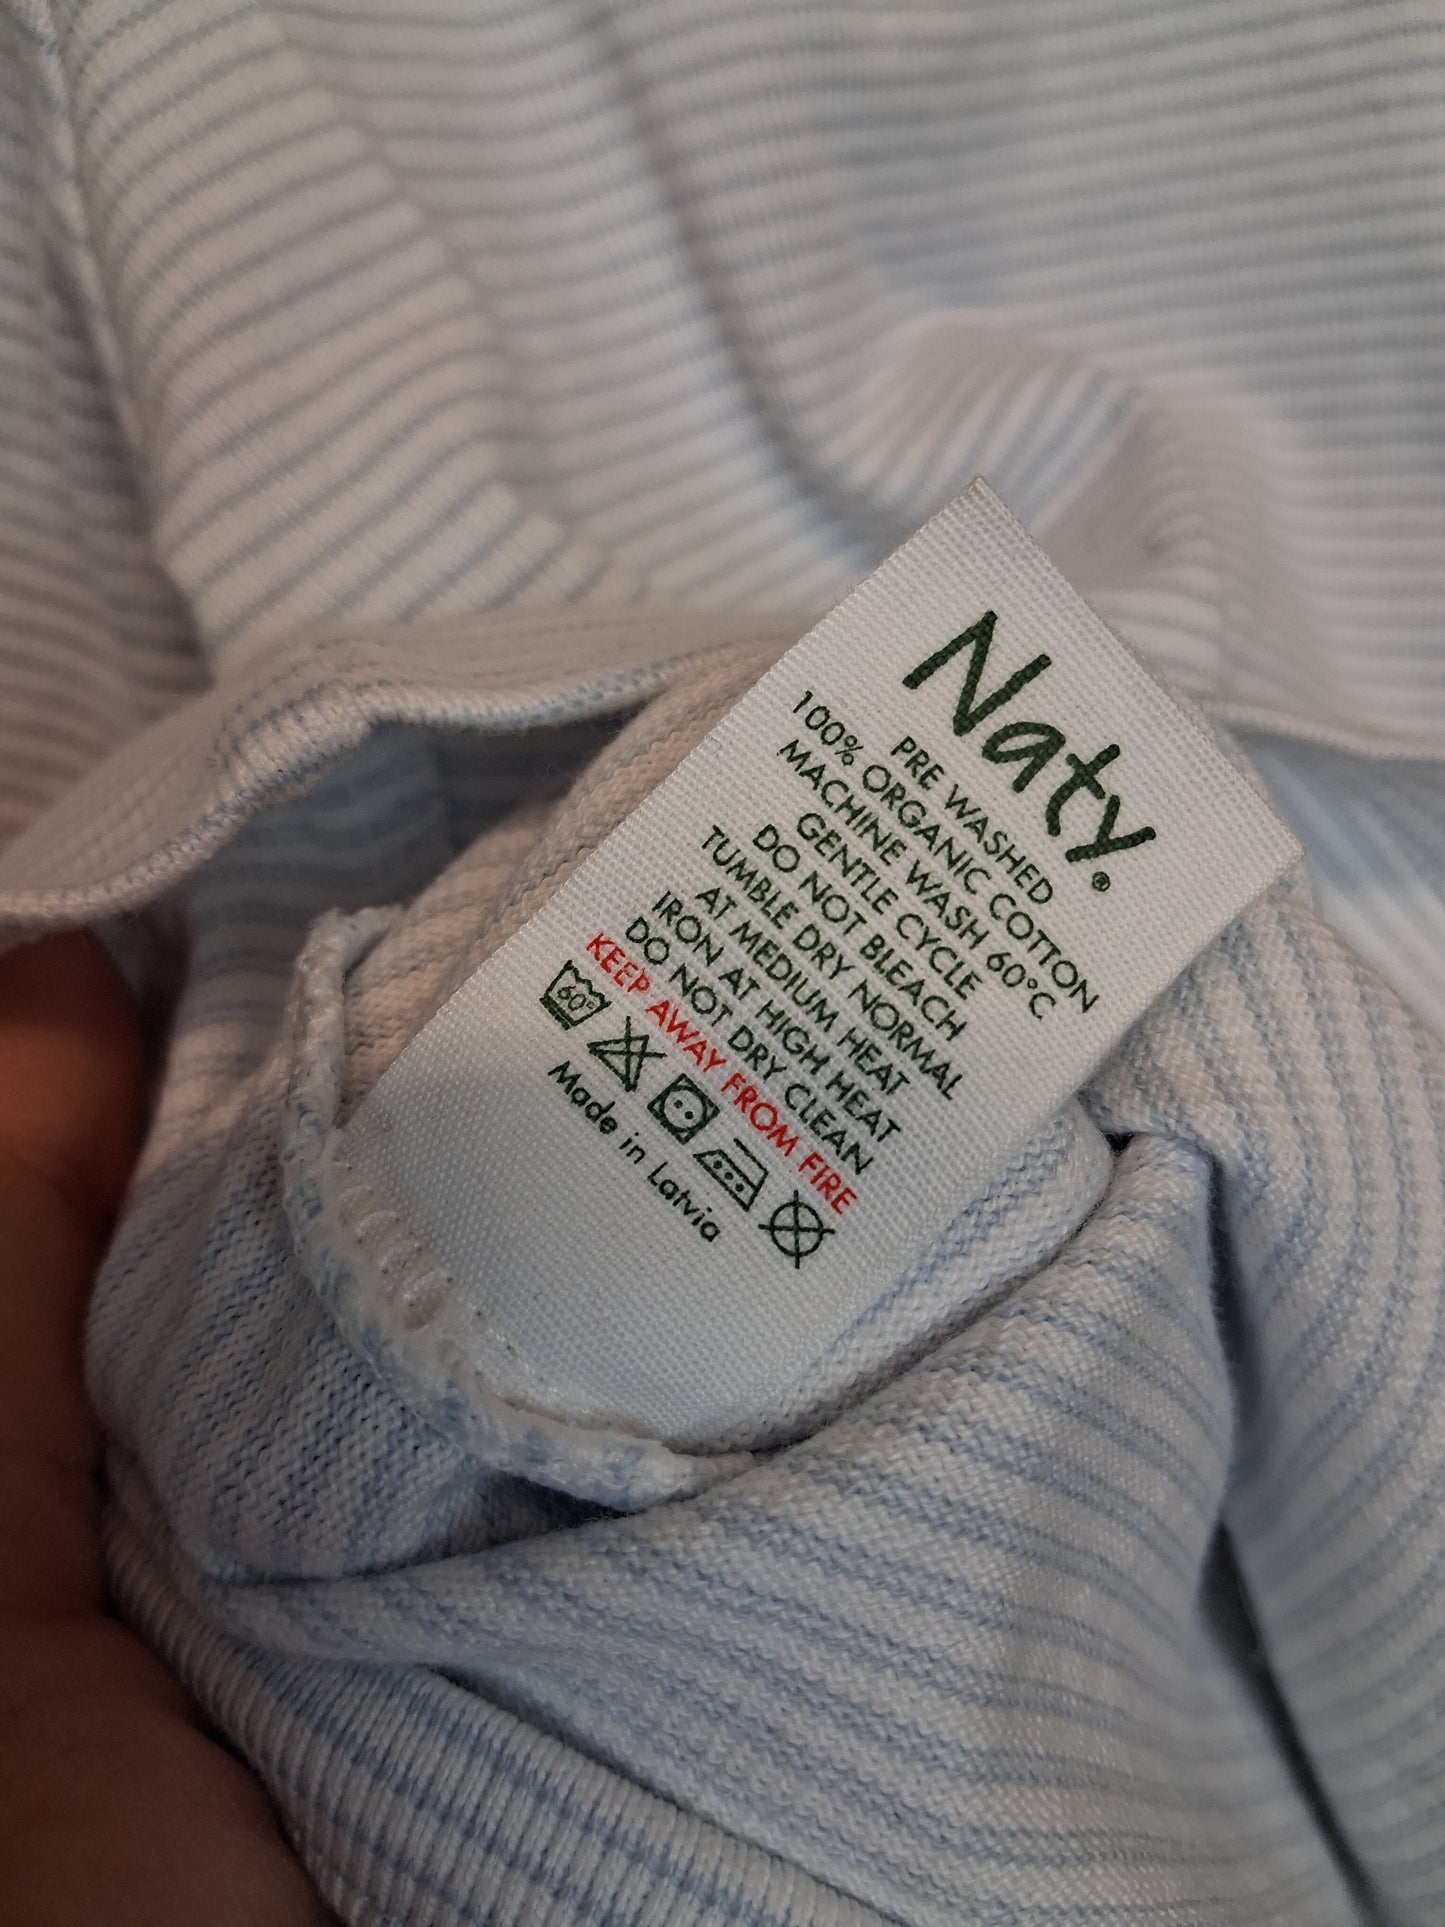 Naty®
PRE WASHED
100% ORGANIC COTTON
MACHINE WASH 60°C
GENTLE CYCLE
DO NOT BLEACH
TUMBLE DRY NORMAL
AT MEDIUM HEAT
IRON AT HIGH HEAT
DO NOT DRY CLEAN
KEEP AWAY FROM FIRE
60°
Made in Latvia